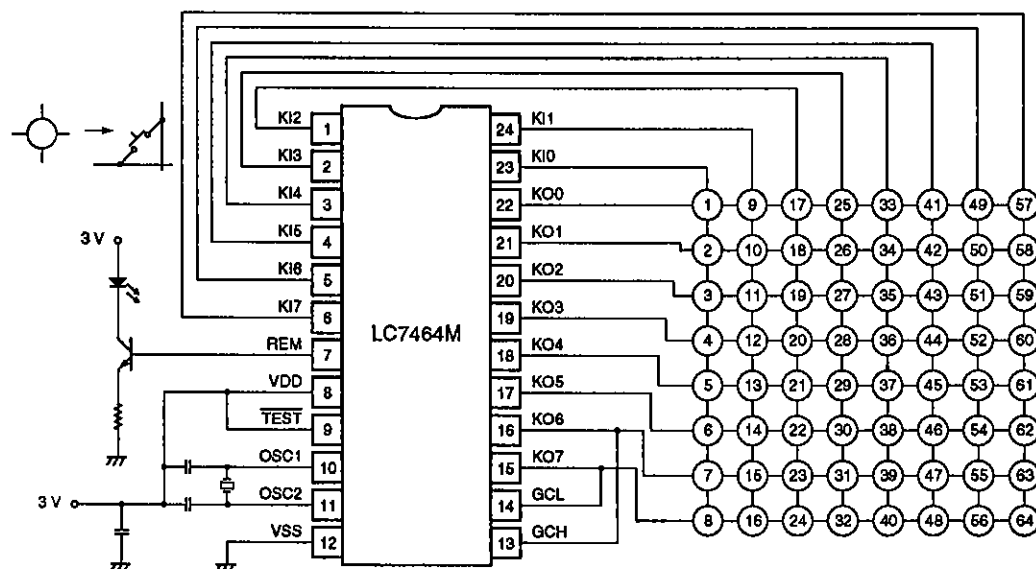 KI2 1 24 KI1
KI3 2 23 KI0
KI4 3 22 KO0 1 9 17 25 33 41 49 57
KI5 4 21 KO1 2 10 18 26 34 42 50 58
3 V
KI6 5 20 KO2 3 11 19 27 35 43 51 59
KI7 6 19 KO3 4 12 20 28 36 44 52 60
LC7464M
REM 7 18 KO4 5 13 21 29 37 45 53 61
VDD 8 17 KO5 6 14 22 30 38 46 54 62
TEST 9 16 KO6 7 15 23 31 39 47 55 63
OSC1 10 15 KO7 8 16 24 32 40 48 56 64
3 V OSC2 11 14 GCL
VSS 12 13 GCH